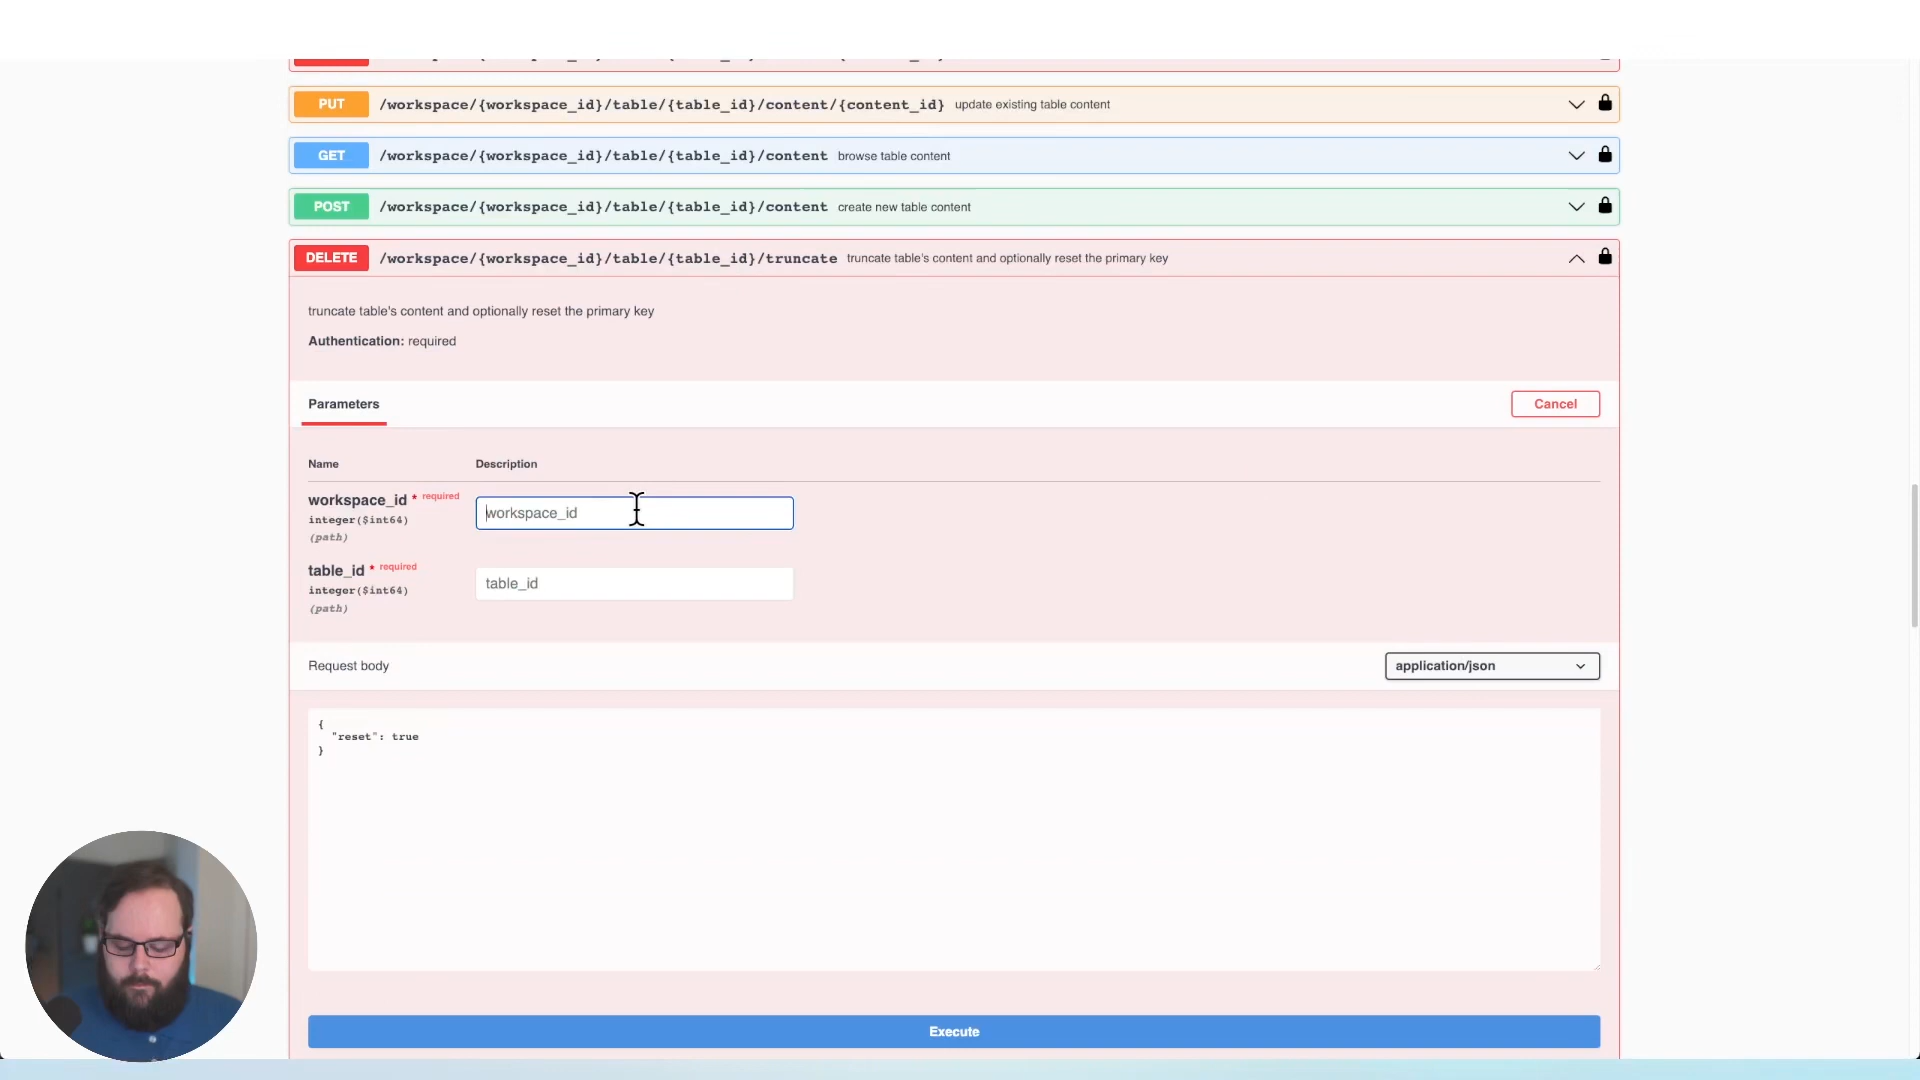 PUT /workspace/{workspace_id}/table/{table_id}/content/{content_id} update existing table content
GET /workspace/{workspace_id}/table/{table_id}/content browse table content
POST /workspace/{workspace_id}/table/{table_id}/content create new table content
DELETE /workspace/{workspace_id}/table/{table_id}/truncate truncate table's content and optionally reset the primary key
truncate table's content and optionally reset the primary key
Authentication: required
Parameters
Cancel
Name Description
workspace_id * required
integer($int64)
(path)
workspace_id
table_id * required
integer($int64)
(path)
table_id
Request body
application/json
{
"reset": true
}
Execute